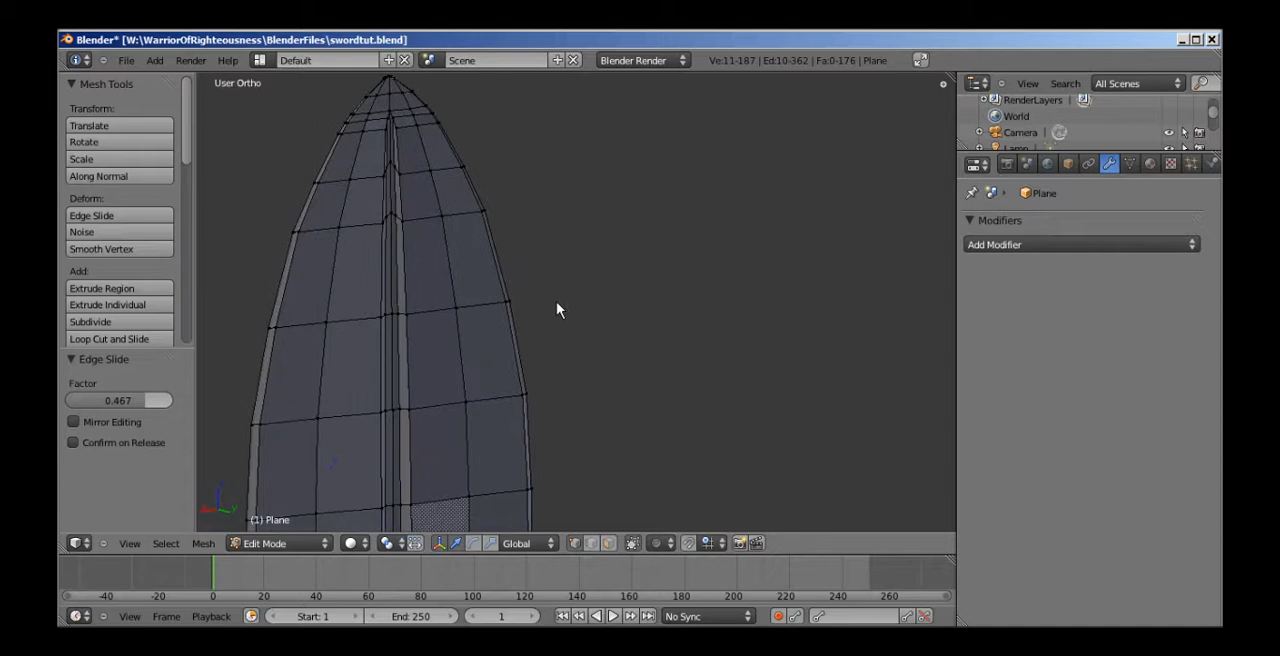 Blender* [W:\WarriorOfRighteousness\BlenderFiles\swordtut.blend]
File Add Render Help Default Scene Blender Render Ve:11-187 | Ed:10-362 | Fa:0-176 | Plane
Mesh Tools
Transform:
Translate
Rotate
Scale
Along Normal
Deform:
Edge Slide
Noise
Smooth Vertex
Add:
Extrude Region
Extrude Individual
Subdivide
Loop Cut and Slide
Edge Slide
Factor
0.467
Mirror Editing
Confirm on Release
User Ortho
(1) Plane
View Search All Scenes
RenderLayers
World
Camera
Lamp
Plane
Modifiers
Add Modifier
View Select Mesh Edit Mode Global
-40 -20 0 20 40 60 80 100 120 140 160 180 200 220 240 260
View Frame Playback Start: 1 End: 250 1 No Sync